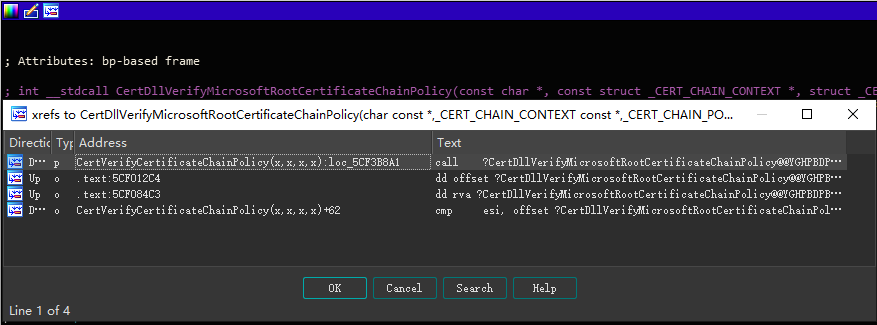 ; Attributes: bp-based frame
; int __stdcall CertDllVerifyMicrosoftRootCertificateChainPolicy(const char *, const struct _CERT_CHAIN_CONTEXT *, struct _CE
xrefs to CertDllVerifyMicrosoftRootCertificateChainPolicy(char const *,_CERT_CHAIN_CONTEXT const *,_CERT_CHAIN_PO...
Directic Typ Address Text
D... p CertVerifyCertificateChainPolicy(x,x,x,x):loc_5CF3B8A1 call ?CertDllVerifyMicrosoftRootCertificateChainPolicy@@YGHPBDP...
Up o .text:5CF012C4 dd offset ?CertDllVerifyMicrosoftRootCertificateChainPolicy@@YGHPB...
Up o .text:5CF084C3 dd rva ?CertDllVerifyMicrosoftRootCertificateChainPolicy@@YGHPBDP...
D... o CertVerifyCertificateChainPolicy(x,x,x,x)+62 cmp esi, offset ?CertDllVerifyMicrosoftRootCertificateChainPol...
OK Cancel Search Help
Line 1 of 4